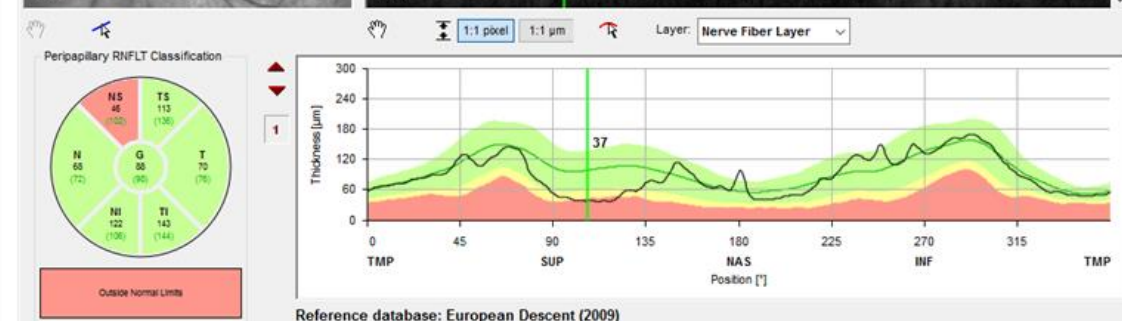 1:1 pixel 1:1 µm Layer: Nerve Fiber Layer
Peripapillary RNFLT Classification
NS
46
(102)
TS
113
(136)
N
68
(72)
G
88
(90)
T
70
(76)
NI
122
(106)
TI
143
(144)
Outside Normal Limits
1
Thickness [µm]
300
240
180
120
60
0
37
0 45 90 135 180 225 270 315
TMP SUP NAS INF TMP
Position [°]
Reference database: European Descent (2009)